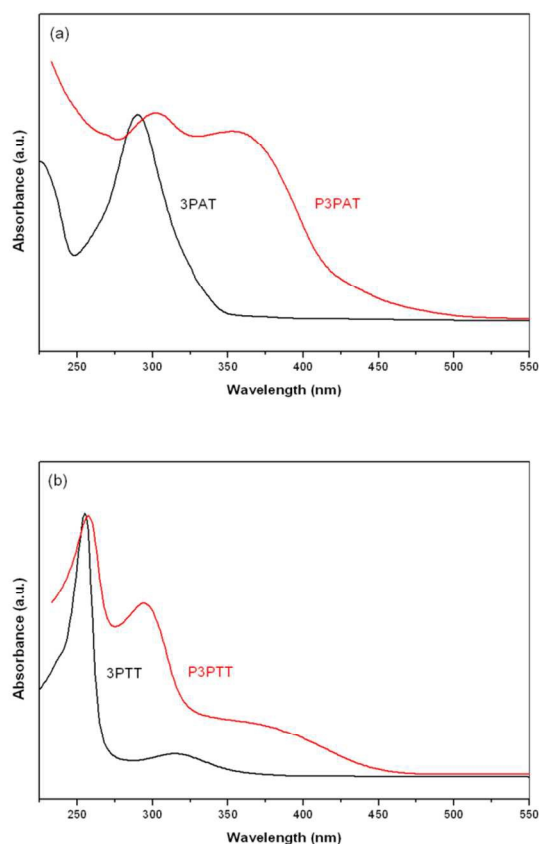 (a)
Absorbance (a.u.)
3PAT
P3PAT
250 300 350 400 450 500 550
Wavelength (nm)
(b)
Absorbance (a.u.)
3PTT
P3PTT
250 300 350 400 450 500 550
Wavelength (nm)